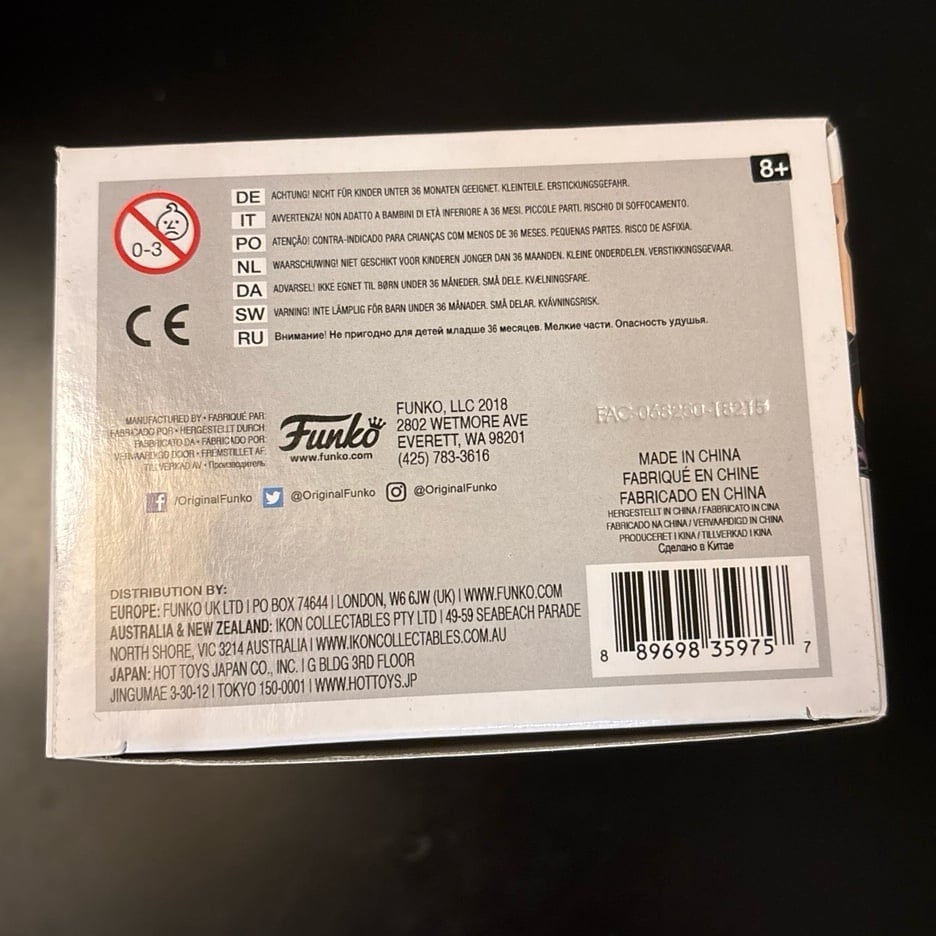 8+
0-3
DE ACHTUNG! NICHT FÜR KINDER UNTER 36 MONATEN GEEIGNET. KLEINTEILE. ERSTICKUNGSGEFAHR.
IT AVVERTENZA! NON ADATTO A BAMBINI DI ETÀ INFERIORE A 36 MESI. PICCOLE PARTI. RISCHIO DI SOFFOCAMENTO.
PO ATENÇÃO! CONTRA-INDICADO PARA CRIANÇAS COM MENOS DE 36 MESES. PEQUENAS PARTES. RISCO DE ASFIXIA.
NL WAARSCHUWING! NIET GESCHIKT VOOR KINDEREN JONGER DAN 36 MAANDEN. KLEINE ONDERDELEN. VERSTIKKINGSGEVAAR.
DA ADVARSEL! IKKE EGNET TIL BØRN UNDER 36 MÅNEDER. SMÅ DELE. KVÆLNINGSFARE.
SW VARNING! INTE LÄMPLIG FÖR BARN UNDER 36 MÅNADER. SMÅ DELAR. KVÄVNINGSRISK.
RU Внимание! Не пригодно для детей младше 36 месяцев. Мелкие части. Опасность удушья.
CE
MANUFACTURED BY • FABRIQUÉ PAR:
FABRICADO POR • HERGESTELLT DURCH:
FABBRICATO DA • FABRICADO POR:
VERVAARDIGD DOOR • FREMSTILLET AF:
TILLVERKAD AV • Производитель:
Funko
www.funko.com
FUNKO, LLC 2018
2802 WETMORE AVE
EVERETT, WA 98201
(425) 783-3616
/OriginalFunko @OriginalFunko @OriginalFunko
MADE IN CHINA
FABRIQUÉ EN CHINE
FABRICADO EN CHINA
HERGESTELLT IN CHINA / FABBRICATO IN CINA
FABRICADO NA CHINA / VERVAARDIGD IN CHINA
PRODUCERET I KINA / TILLVERKAD I KINA
Сделано в Китае
DISTRIBUTION BY:
EUROPE: FUNKO UK LTD | PO BOX 74644 | LONDON, W6 6JW (UK) | WWW.FUNKO.COM
AUSTRALIA & NEW ZEALAND: IKON COLLECTABLES PTY LTD | 49-59 SEABEACH PARADE
NORTH SHORE, VIC 3214 AUSTRALIA | WWW.IKONCOLLECTABLES.COM.AU
JAPAN: HOT TOYS JAPAN CO., INC. | G BLDG 3RD FLOOR
JINGUMAE 3-30-12 | TOKYO 150-0001 | WWW.HOTTOYS.JP
8 89698 35975 7